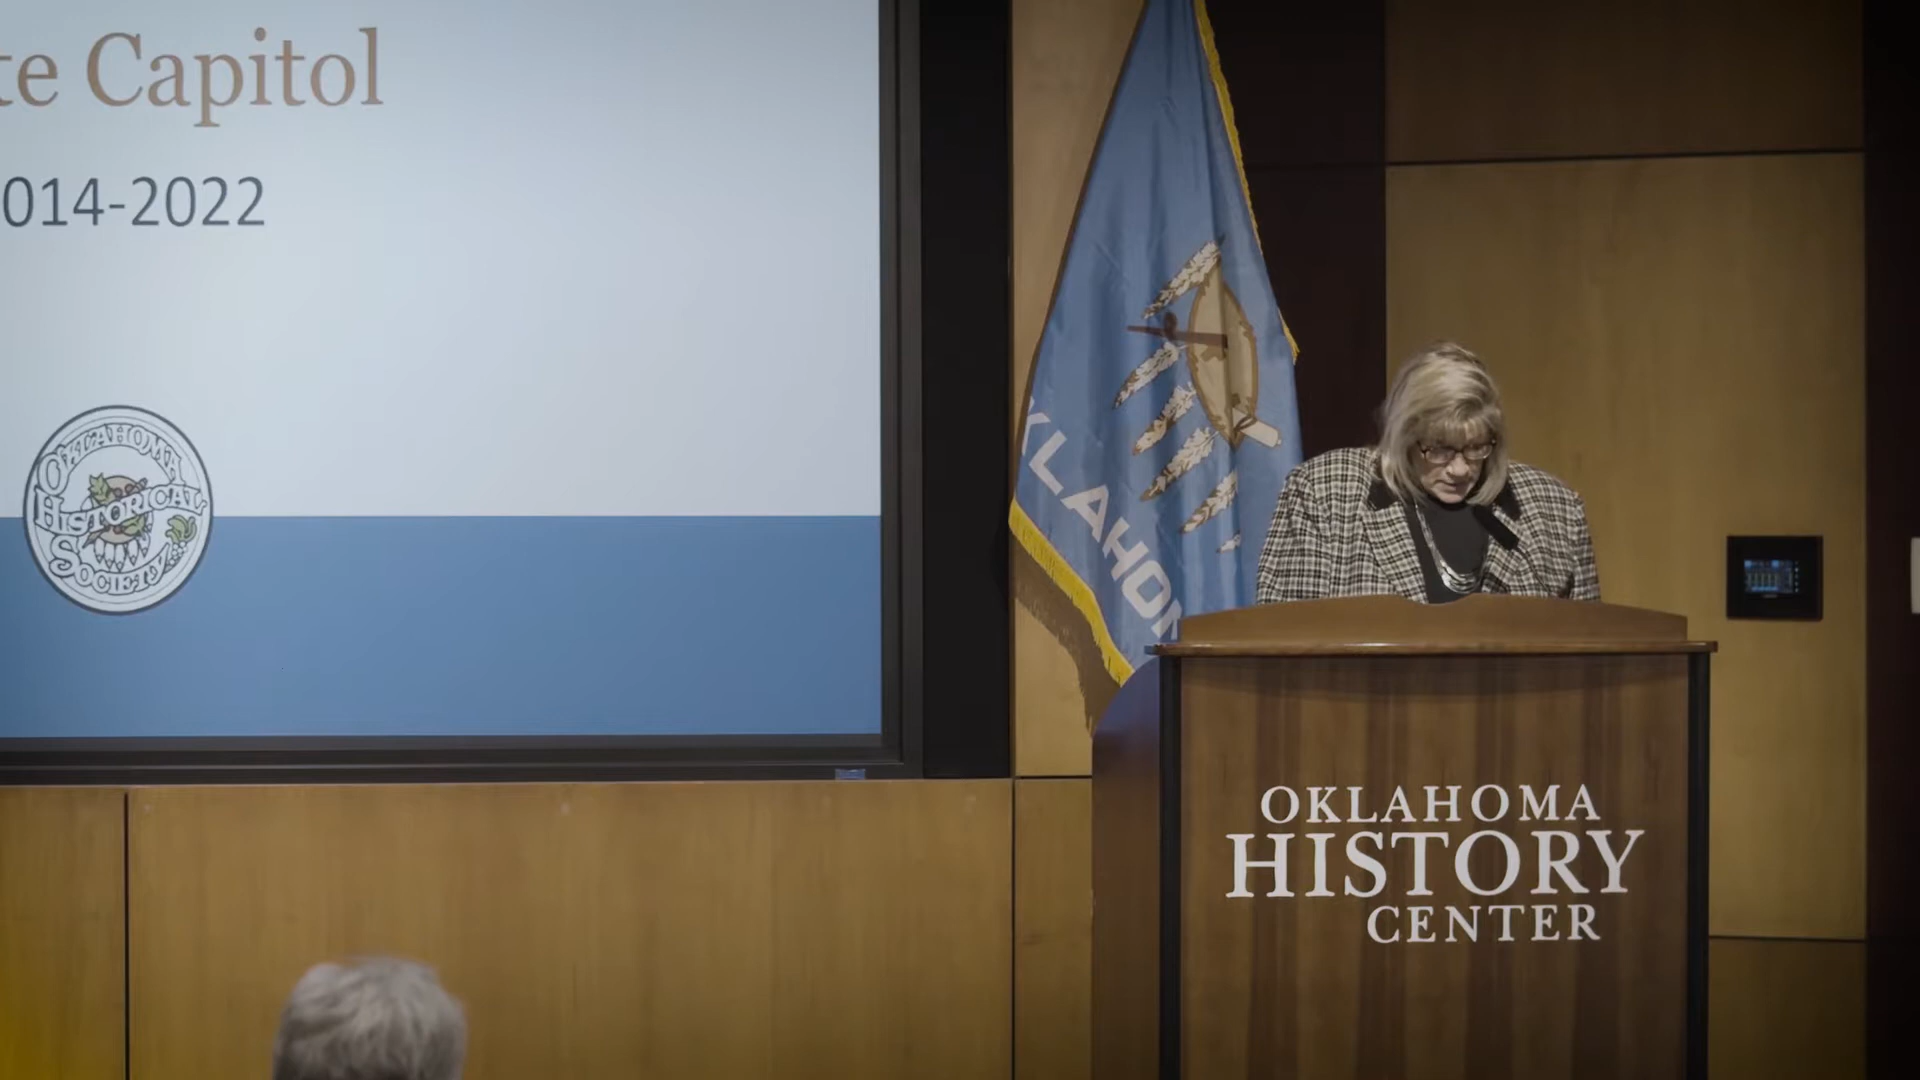 te Capitol
014-2022
OKLAHOMA
HISTORICAL
SOCIETY
KLAHOM
OKLAHOMA
HISTORY
CENTER